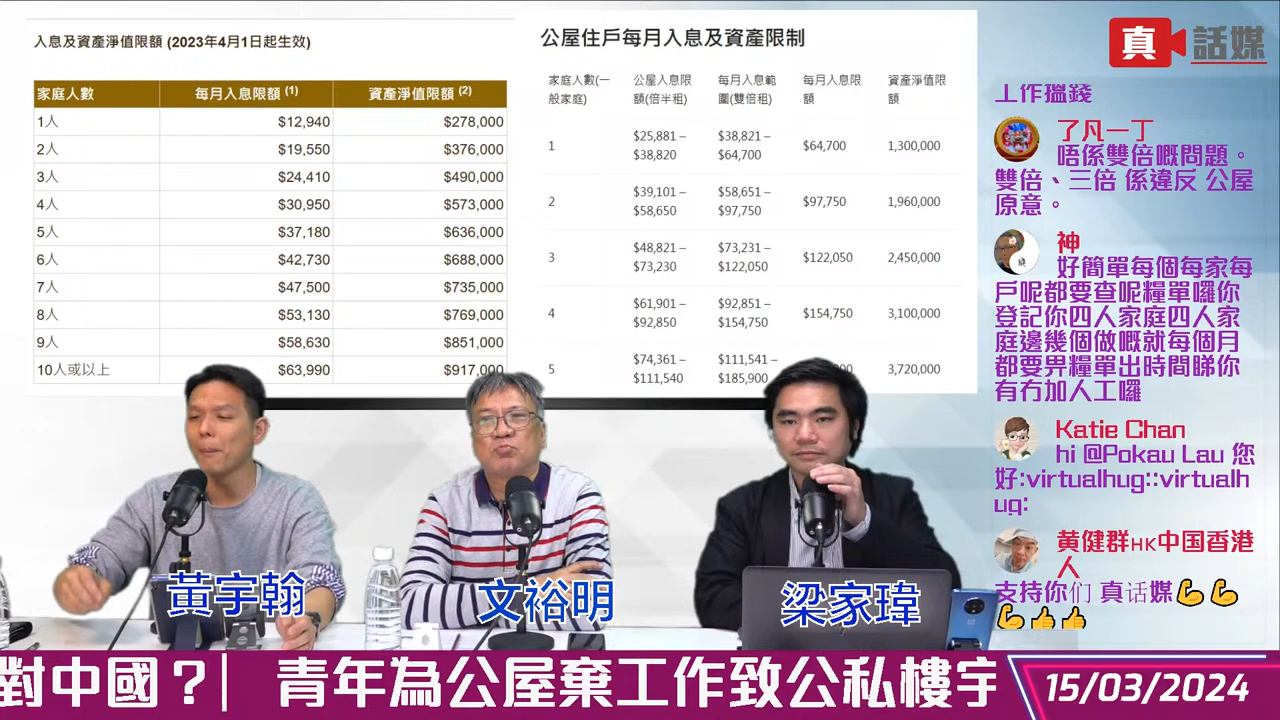 入息及資產淨值限額 (2023年4月1日起生效)
家庭人數 每月入息限額 (1) 資產淨值限額 (2)
1人 $12,940 $278,000
2人 $19,550 $376,000
3人 $24,410 $490,000
4人 $30,950 $573,000
5人 $37,180 $636,000
6人 $42,730 $688,000
7人 $47,500 $735,000
8人 $53,130 $769,000
9人 $58,630 $851,000
10人或以上 $63,990 $917,000
公屋住戶每月入息及資產限制
家庭人數(一 公屋入息限 每月入息範 每月入息限 資產淨值限
般家庭) 額(倍半租) 圍(雙倍租) 額 額
1 $25,881 – $38,821 – $64,700 1,300,000
$38,820 $64,700
2 $39,101 – $58,651 – $97,750 1,960,000
$58,650 $97,750
3 $48,821 – $73,231 – $122,050 2,450,000
$73,230 $122,050
4 $61,901 – $92,851 – $154,750 3,100,000
$92,850 $154,750
5 $74,361 – $111,541 – 3,720,000
$111,540 $185,900
真 話媒
工作搵錢
了凡一丁
唔係雙倍嘅問題。
雙倍、三倍 係違反 公屋
原意。
神
好簡單每個每家每
戶呢都要查呢糧單囉你
登記你四人家庭四人家
庭邊幾個做嘅就每個月
都要畀糧單出時間睇你
有冇加人工囉
Katie Chan
hi @Pokau Lau 您
好:virtualhug::virtualh
ug:
黄健群HK中国香港
人
支持你们 真话媒💪💪
💪👍👍
黃宇翰
文裕明
梁家瑋
對中國？| 青年為公屋棄工作致公私樓宇
15/03/2024